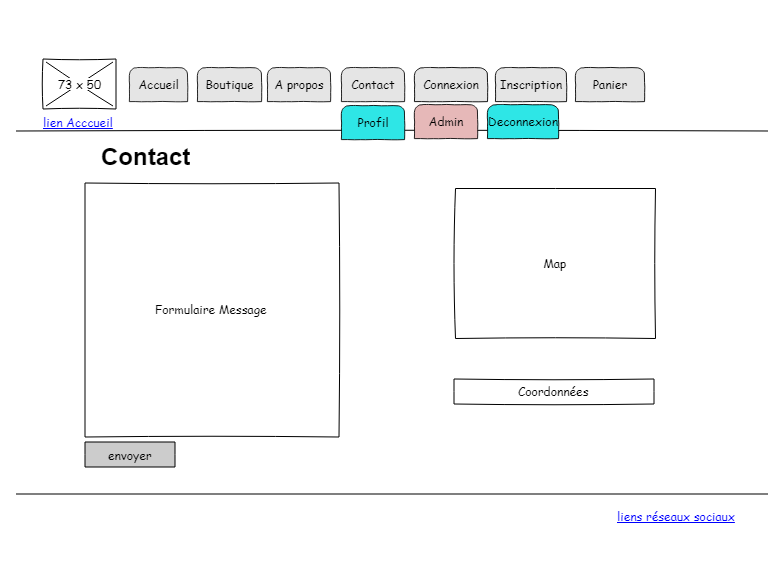 73 x 50
Accueil
Boutique
A propos
Contact
Connexion
Inscription
Panier
lien Acccueil
Profil
Admin
Deconnexion
Contact
Formulaire Message
Map
Coordonnées
envoyer
liens réseaux sociaux